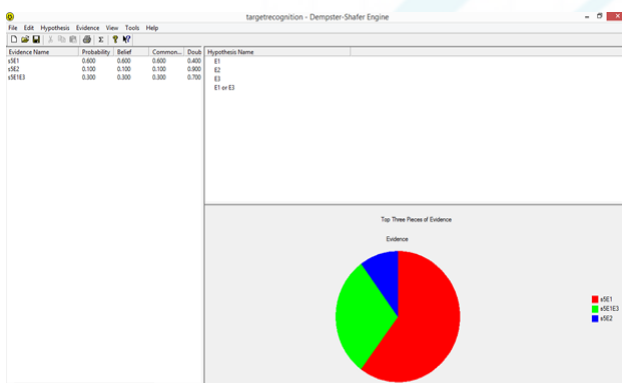 targetrecognition - Dempster-Shafer Engine
File Edit Hypothesis Evidence View Tools Help
Evidence Name Probability Belief Common... Doub
s5E1 0.600 0.600 0.600 0.400
s5E2 0.100 0.100 0.100 0.900
s5E1E3 0.300 0.300 0.300 0.700
Hypothesis Name
E1
E2
E3
E1 or E3
Top Three Pieces of Evidence
Evidence
s5E1
s5E1E3
s5E2